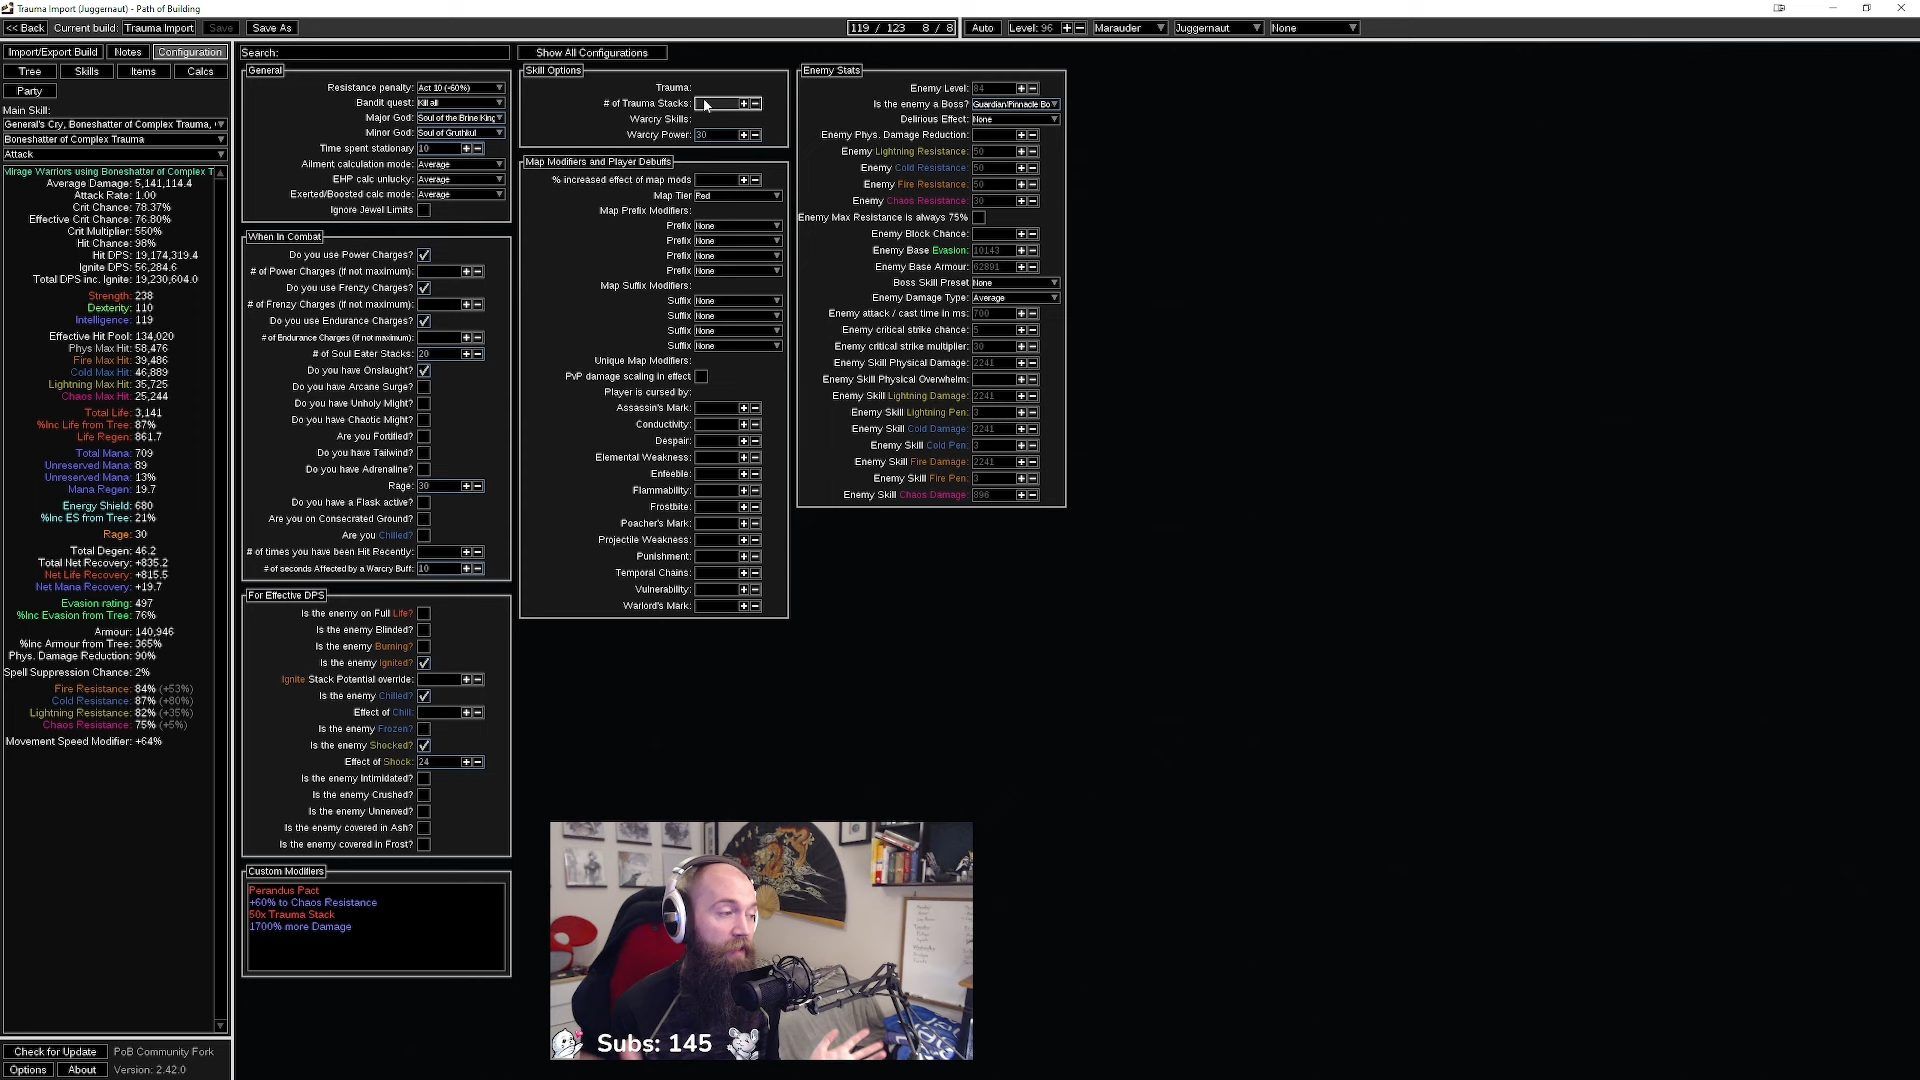 Trauma Import (Juggernaut) - Path of Building
<< Back
Current build:
Trauma Import
Save
Save As
119 / 123 8 / 8
Auto
Level: 96
Marauder
Juggernaut
None
Import/Export Build
Notes
Configuration
Tree
Skills
Items
Calcs
Party
Main Skill:
General's Cry, Boneshatter of Complex Trauma,
Boneshatter of Complex Trauma
Attack
Mirage Warriors using Boneshatter of Complex T
Average Damage: 5,141,114.4
Attack Rate: 1.00
Crit Chance: 78.37%
Effective Crit Chance: 76.80%
Crit Multiplier: 550%
Hit Chance: 98%
Hit DPS: 19,174,319.4
Ignite DPS: 56,284.6
Total DPS inc. Ignite: 19,230,604.0
Strength: 238
Dexterity: 110
Intelligence: 119
Effective Hit Pool: 134,020
Phys Max Hit: 58,476
Fire Max Hit: 39,486
Cold Max Hit: 46,889
Lightning Max Hit: 35,725
Chaos Max Hit: 25,244
Total Life: 3,141
%Inc Life from Tree: 87%
Life Regen: 861.7
Total Mana: 709
Unreserved Mana: 89
Unreserved Mana: 13%
Mana Regen: 19.7
Energy Shield: 680
%Inc ES from Tree: 21%
Rage: 30
Total Degen: 46.2
Total Net Recovery: +835.2
Net Life Recovery: +815.5
Net Mana Recovery: +19.7
Evasion rating: 497
%Inc Evasion from Tree: 76%
Armour: 140,946
%Inc Armour from Tree: 365%
Phys. Damage Reduction: 90%
Spell Suppression Chance: 2%
Fire Resistance: 84% (+53%)
Cold Resistance: 87% (+80%)
Lightning Resistance: 82% (+35%)
Chaos Resistance: 75% (+5%)
Movement Speed Modifier: +64%
Check for Update
PoB Community Fork
Options
About
Version: 2.42.0
Search:
Show All Configurations
General
Resistance penalty: Act 10 (-60%)
Bandit quest: Kill all
Major God: Soul of the Brine King
Minor God: Soul of Gruthkul
Time spent stationary 10
Ailment calculation mode: Average
EHP calc unlucky: Average
Exerted/Boosted calc mode: Average
Ignore Jewel Limits
When In Combat
Do you use Power Charges?
# of Power Charges (if not maximum):
Do you use Frenzy Charges?
# of Frenzy Charges (if not maximum):
Do you use Endurance Charges?
# of Endurance Charges (if not maximum):
# of Soul Eater Stacks: 20
Do you have Onslaught?
Do you have Arcane Surge?
Do you have Unholy Might?
Do you have Chaotic Might?
Are you Fortified?
Do you have Tailwind?
Do you have Adrenaline?
Rage: 30
Do you have a Flask active?
Are you on Consecrated Ground?
Are you Chilled?
# of times you have been Hit Recently:
# of seconds Affected by a Warcry Buff: 10
For Effective DPS
Is the enemy on Full Life?
Is the enemy Blinded?
Is the enemy Burning?
Is the enemy Ignited?
Ignite Stack Potential override:
Is the enemy Chilled?
Effect of Chill:
Is the enemy Frozen?
Is the enemy Shocked?
Effect of Shock: 24
Is the enemy Intimidated?
Is the enemy Crushed?
Is the enemy Unnerved?
Is the enemy covered in Ash?
Is the enemy covered in Frost?
Custom Modifiers
Perandus Pact
+60% to Chaos Resistance
50x Trauma Stack
1700% more Damage
Skill Options
Trauma:
# of Trauma Stacks:
Warcry Skills:
Warcry Power: 30
Map Modifiers and Player Debuffs
% increased effect of map mods
Map Tier Red
Map Prefix Modifiers:
Prefix None
Prefix None
Prefix None
Prefix None
Map Suffix Modifiers:
Suffix None
Suffix None
Suffix None
Suffix None
Unique Map Modifiers:
PvP damage scaling in effect
Player is cursed by:
Assassin's Mark:
Conductivity:
Despair:
Elemental Weakness:
Enfeeble:
Flammability:
Frostbite:
Poacher's Mark:
Projectile Weakness:
Punishment:
Temporal Chains:
Vulnerability:
Warlord's Mark:
Enemy Stats
Enemy Level: 84
Is the enemy a Boss? Guardian/Pinnacle Bo
Delirious Effect: None
Enemy Phys. Damage Reduction:
Enemy Lightning Resistance: 50
Enemy Cold Resistance: 50
Enemy Fire Resistance: 50
Enemy Chaos Resistance: 30
Enemy Max Resistance is always 75%
Enemy Block Chance:
Enemy Base Evasion: 10143
Enemy Base Armour: 62891
Boss Skill Preset None
Enemy Damage Type: Average
Enemy attack / cast time in ms: 700
Enemy critical strike chance: 5
Enemy critical strike multiplier: 30
Enemy Skill Physical Damage: 2241
Enemy Skill Physical Overwhelm:
Enemy Skill Lightning Damage: 2241
Enemy Skill Lightning Pen: 3
Enemy Skill Cold Damage: 2241
Enemy Skill Cold Pen: 3
Enemy Skill Fire Damage: 2241
Enemy Skill Fire Pen: 3
Enemy Skill Chaos Damage: 896
Subs: 145